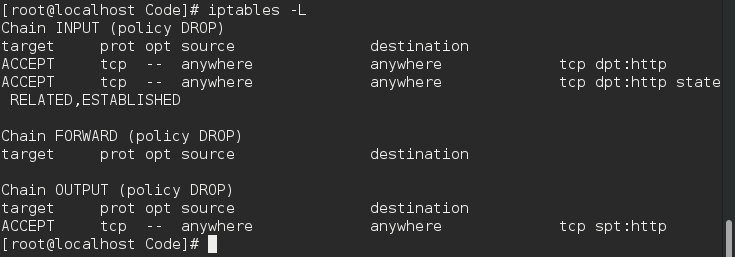 [root@localhost Code]# iptables -L
Chain INPUT (policy DROP)
target     prot opt source               destination
ACCEPT     tcp  --  anywhere             anywhere             tcp dpt:http
ACCEPT     tcp  --  anywhere             anywhere             tcp dpt:http state
 RELATED,ESTABLISHED

Chain FORWARD (policy DROP)
target     prot opt source               destination

Chain OUTPUT (policy DROP)
target     prot opt source               destination
ACCEPT     tcp  --  anywhere             anywhere             tcp spt:http
[root@localhost Code]#